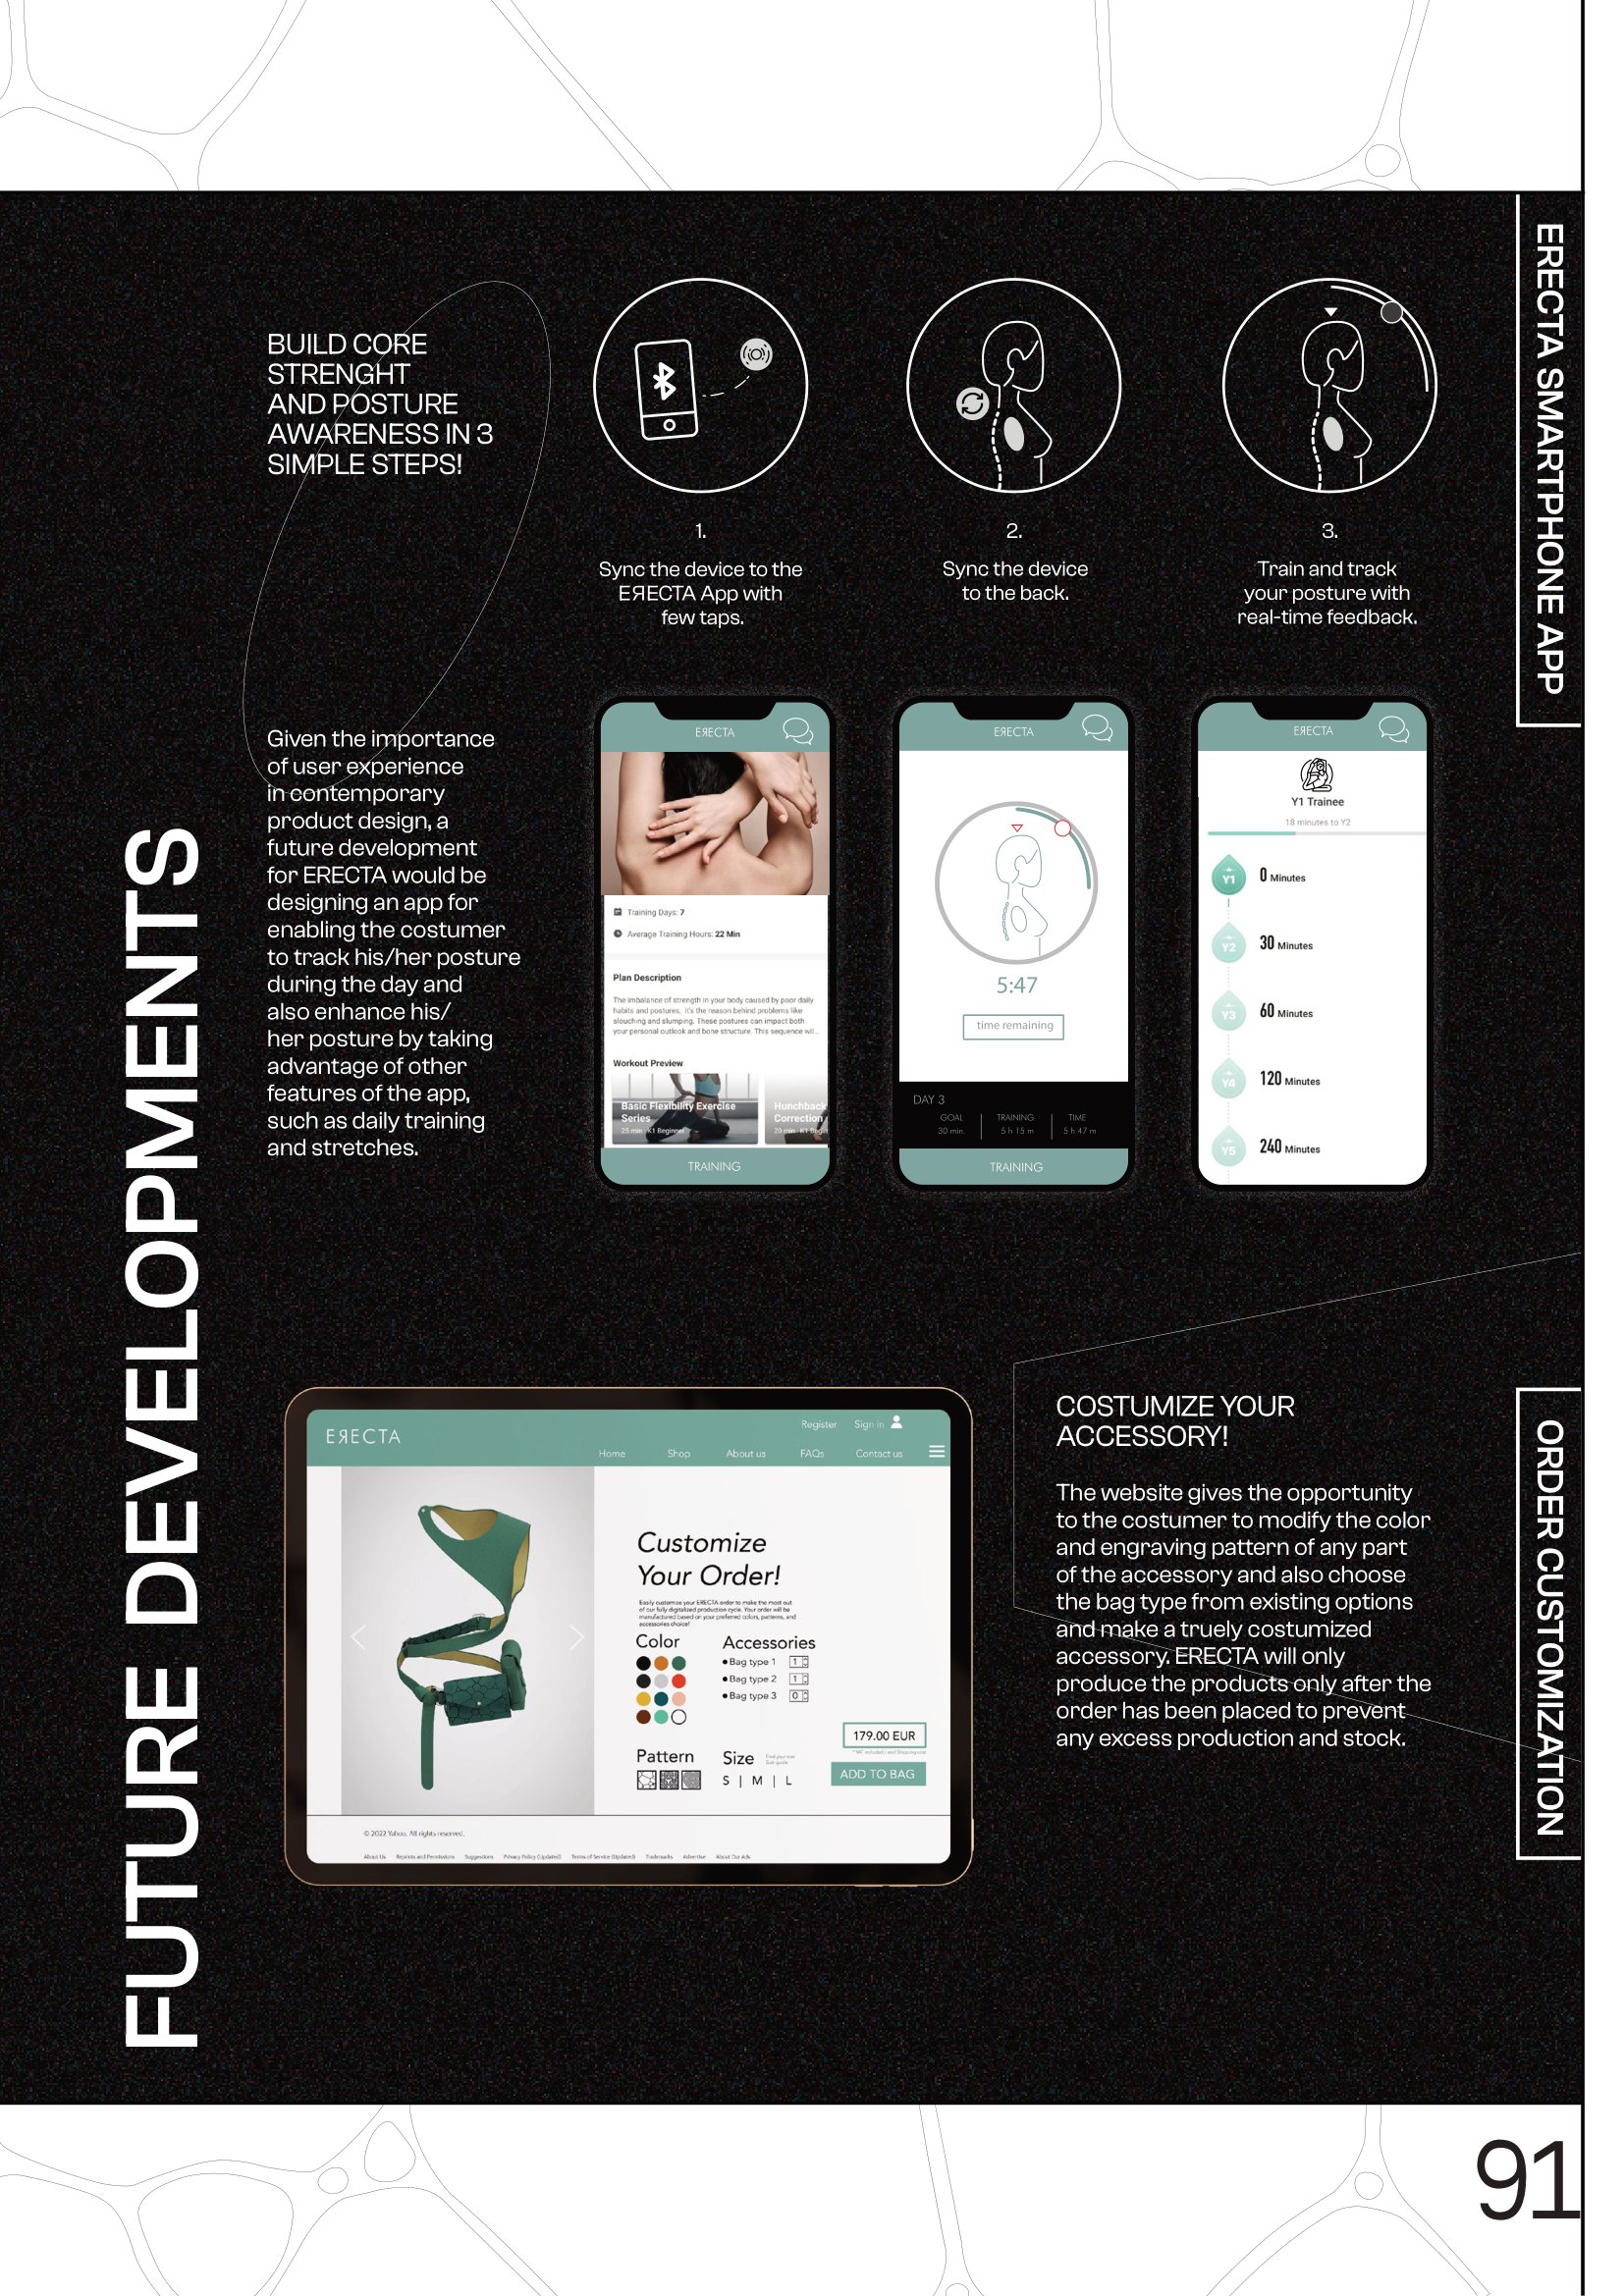 FUTURE DEVELOPMENTS
ERECTA SMARTPHONE APP
BUILD CORE
STRENGHT
AND POSTURE
AWARENESS IN 3
SIMPLE STEPS!
1.
Sync the device to the
EЯECTA App with
few taps.
2.
Sync the device
to the back.
3.
Train and track
your posture with
real-time feedback.
Given the importance
of user experience
in contemporary
product design, a
future development
for ERECTA would be
designing an app for
enabling the costumer
to track his/her posture
during the day and
also enhance his/
her posture by taking
advantage of other
features of the app,
such as daily training
and stretches.
EЯECTA
Training Days: 7
Average Training Hours: 22 Min
Plan Description
The imbalance of strength in your body caused by poor daily
habits and postures, it's the reason behind problems like
slouching and slumping. These postures can impact both
your personal outlook and bone structure. This sequence wil...
Workout Preview
Basic Flexibility Exercise
Series
25 min · K1 Beginner
Hunchback
Correction
20 min · K1 Begin
TRAINING
EЯECTA
5:47
time remaining
DAY 3
GOAL TRAINING TIME
30 min. 5 h 15 m 5 h 47 m
TRAINING
EЯECTA
Y1 Trainee
18 minutes to Y2
Y1 0 Minutes
Y2 30 Minutes
Y3 60 Minutes
Y4 120 Minutes
Y5 240 Minutes
EЯECTA
Register Sign in
Home Shop About us FAQs Contact us
Customize
Your Order!
Easily customize your ERECTA order to make the most out
of our fully digitalized production cycle. Your order will be
manufactured based on your preferred colors, patterns, and
accessories choice!
Color
Accessories
Bag type 1 1
Bag type 2 1
Bag type 3 0
Pattern
Size
Find your size
Size guide
S | M | L
179.00 EUR
ADD TO BAG
© 2022 Yahoo. All rights reserved.
About Us Reprints and Permissions Suggestions Privacy Policy (Updated) Terms of Service (Updated) Trademarks Advertise About Our Ads
COSTUMIZE YOUR
ACCESSORY!
The website gives the opportunity
to the costumer to modify the color
and engraving pattern of any part
of the accessory and also choose
the bag type from existing options
and make a truely costumized
accessory. ERECTA will only
produce the products only after the
order has been placed to prevent
any excess production and stock.
ORDER CUSTOMIZATION
91